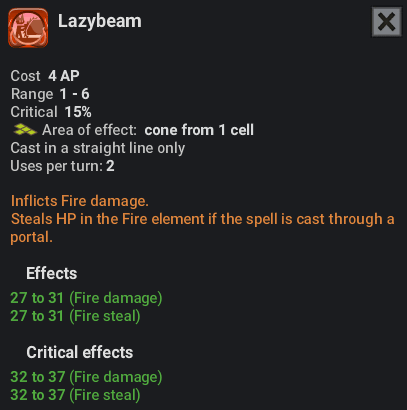 Lazybeam
Cost 4 AP
Range 1 - 6
Critical 15%
Area of effect: cone from 1 cell
Cast in a straight line only
Uses per turn: 2
Inflicts Fire damage.
Steals HP in the Fire element if the spell is cast through a
portal.
Effects
27 to 31 (Fire damage)
27 to 31 (Fire steal)
Critical effects
32 to 37 (Fire damage)
32 to 37 (Fire steal)